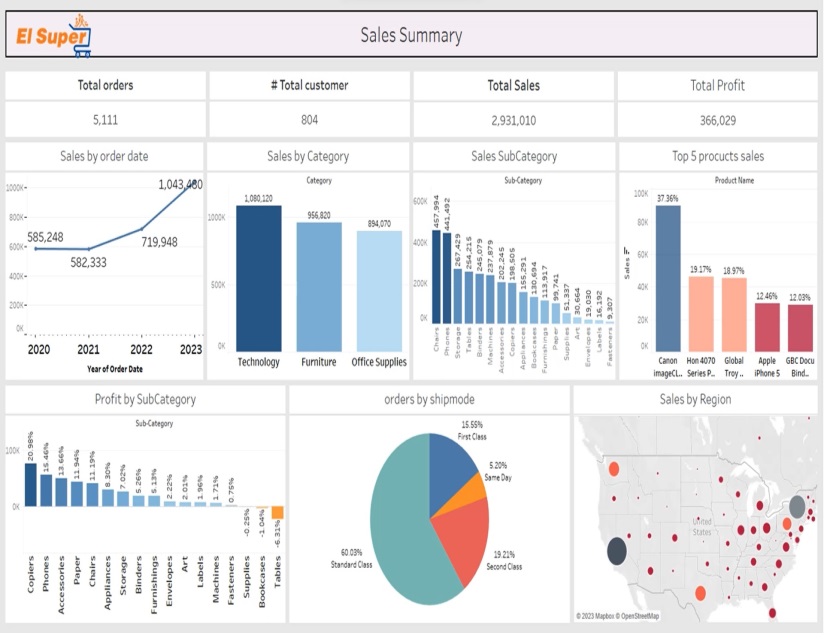 El Super
Sales Summary
Total orders
# Total customer
Total Sales
Total Profit
5,111
804
2,931,010
366,029
Sales by order date
1000K
800K
600K
400K
200K
0K
1,043,480
585,248
582,333
719,948
2020
2021
2022
2023
Year of Order Date
Sales by Category
Category
1000K
500K
0K
1,080,120
956,820
894,070
Technology
Furniture
Office Supplies
Sales SubCategory
Sub-Category
600K
400K
200K
0K
457,994
441,492
267,429
254,215
245,079
237,879
202,245
198,505
155,291
130,694
113,917
99,741
51,337
30,664
19,030
16,192
9,307
Chairs
Phones
Storage
Tables
Binders
Machines
Accessories
Copiers
Appliances
Bookcases
Furnishings
Paper
Supplies
Art
Envelopes
Labels
Fasteners
Top 5 procucts sales
Product Name
100K
80K
60K
40K
20K
0K
Sales
37.36%
19.17%
18.97%
12.46%
12.03%
Canon
imageCL..
Hon 4070
Series P..
Global
Troy ..
Apple
iPhone 5
GBC Docu
Bind..
Profit by SubCategory
Sub-Category
100K
0K
20.98%
15.46%
13.66%
11.94%
11.19%
8.30%
7.02%
5.26%
5.13%
2.22%
2.01%
1.96%
1.71%
0.75%
-0.25%
-1.04%
-6.31%
Copiers
Phones
Accessories
Paper
Chairs
Appliances
Storage
Binders
Furnishings
Envelopes
Art
Labels
Machines
Fasteners
Supplies
Bookcases
Tables
orders by shipmode
15.55%
First Class
5.20%
Same Day
19.21%
Second Class
60.03%
Standard Class
Sales by Region
United
States
© 2023 Mapbox © OpenStreetMap